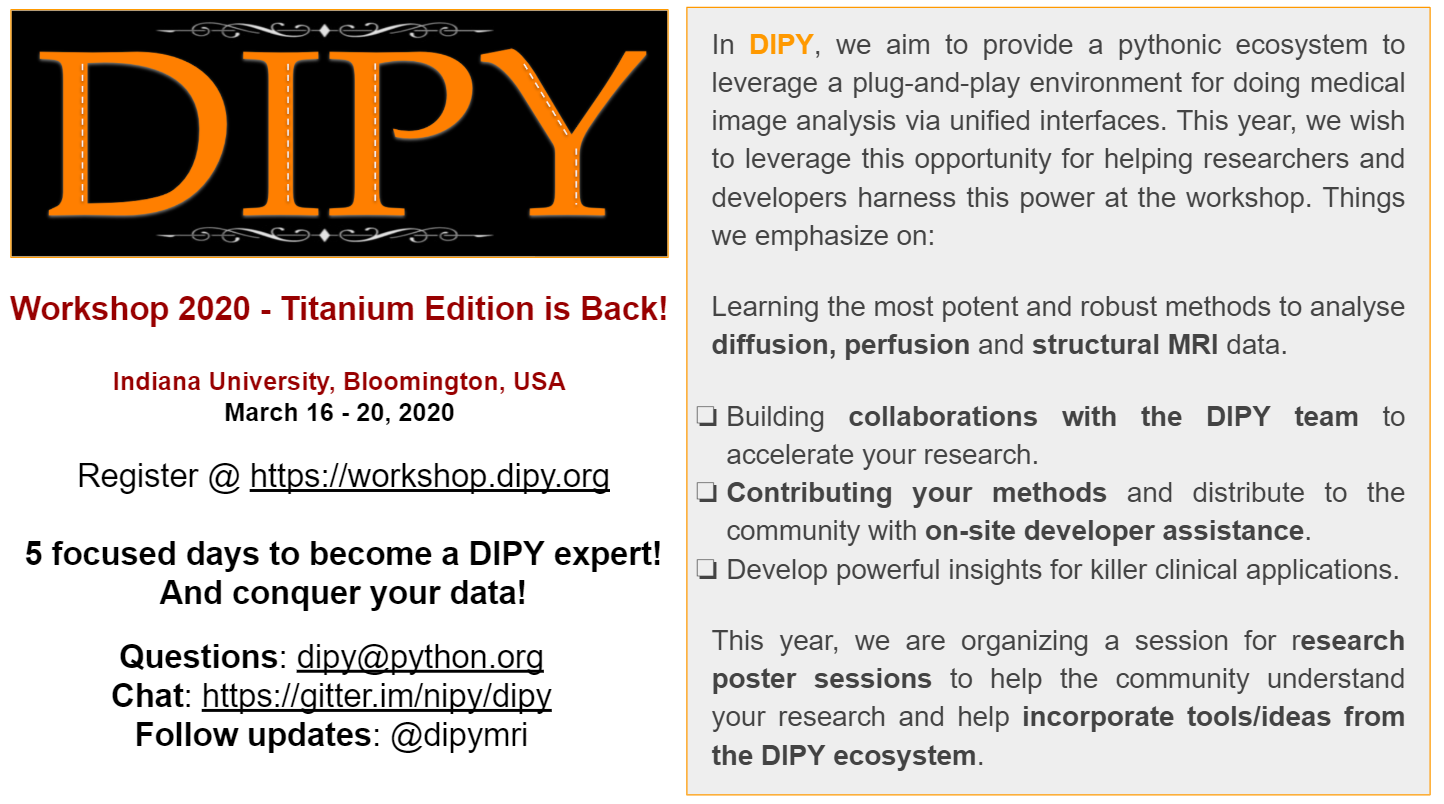 DIPY
Workshop 2020 - Titanium Edition is Back!
Indiana University, Bloomington, USA
March 16 - 20, 2020
Register @ https://workshop.dipy.org
5 focused days to become a DIPY expert!
And conquer your data!
Questions: dipy@python.org
Chat: https://gitter.im/nipy/dipy
Follow updates: @dipymri
In DIPY, we aim to provide a pythonic ecosystem to
leverage a plug-and-play environment for doing medical
image analysis via unified interfaces. This year, we wish
to leverage this opportunity for helping researchers and
developers harness this power at the workshop. Things
we emphasize on:
Learning the most potent and robust methods to analyse
diffusion, perfusion and structural MRI data.
❏ Building collaborations with the DIPY team to
accelerate your research.
❏ Contributing your methods and distribute to the
community with on-site developer assistance.
❏ Develop powerful insights for killer clinical applications.
This year, we are organizing a session for research
poster sessions to help the community understand
your research and help incorporate tools/ideas from
the DIPY ecosystem.